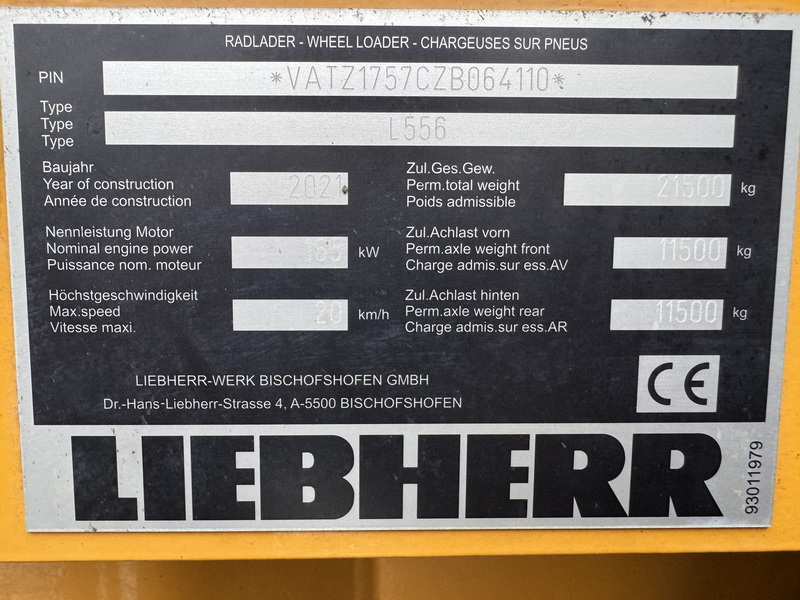 RADLADER - WHEEL LOADER - CHARGEUSES SUR PNEUS
PIN *VATZ1757CZB064110*
Type
Type L556
Type
Baujahr
Year of construction 2021
Année de construction
Zul.Ges.Gew.
Perm.total weight 21500 kg
Poids admissible
Nennleistung Motor
Nominal engine power 165 kW
Puissance nom. moteur
Zul.Achlast vorn
Perm.axle weight front 11500 kg
Charge admis.sur ess.AV
Höchstgeschwindigkeit
Max.speed 20 km/h
Vitesse maxi.
Zul.Achlast hinten
Perm.axle weight rear 11500 kg
Charge admis.sur ess.AR
LIEBHERR-WERK BISCHOFSHOFEN GMBH
Dr.-Hans-Liebherr-Strasse 4, A-5500 BISCHOFSHOFEN
CE
LIEBHERR
93011979